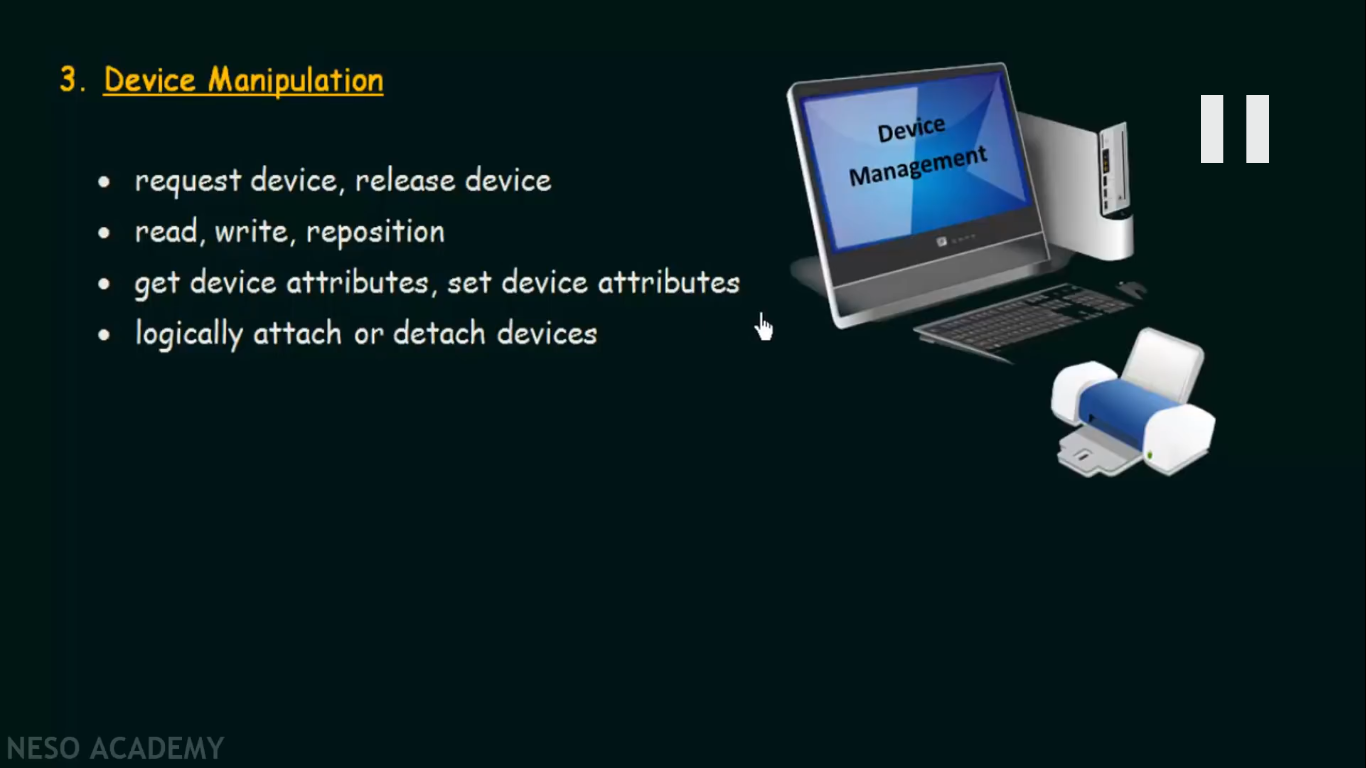 3. Device Manipulation
• request device, release device
• read, write, reposition
• get device attributes, set device attributes
• logically attach or detach devices
Device
Management
NESO ACADEMY